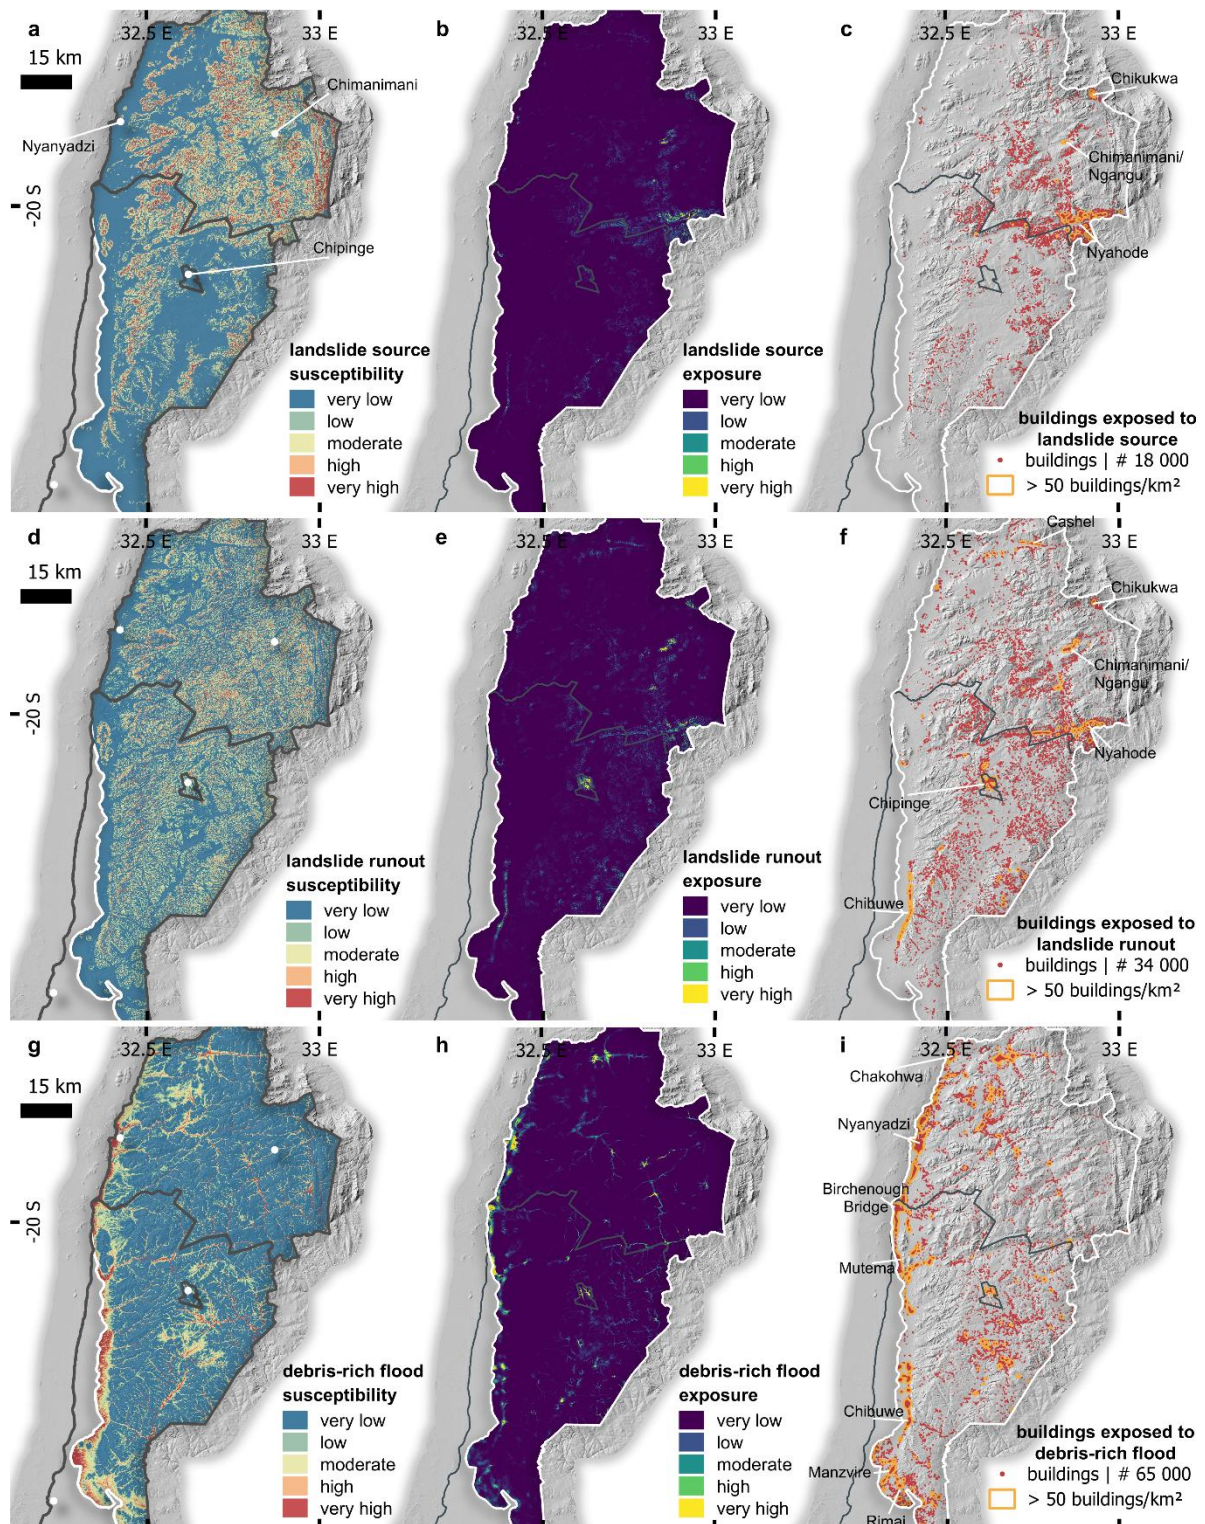 a
32.5 E
33 E
15 km
Chimanimani
Nyanyadzi
-20 S
Chipinge
landslide source
susceptibility
very low
low
moderate
high
very high
b
32.5 E
33 E
landslide source
exposure
very low
low
moderate
high
very high
c
32.5 E
33 E
Chikukwa
Chimanimani/
Ngangu
Nyahode
buildings exposed to
landslide source
buildings | # 18 000
> 50 buildings/km²
d
32.5 E
33 E
15 km
-20 S
landslide runout
susceptibility
very low
low
moderate
high
very high
e
32.5 E
33 E
landslide runout
exposure
very low
low
moderate
high
very high
f
Cashel
32.5 E
33 E
Chikukwa
Chimanimani/
Ngangu
Nyahode
Chipinge
Chibuwe
buildings exposed to
landslide runout
buildings | # 34 000
> 50 buildings/km²
g
32.5 E
33 E
15 km
-20 S
debris-rich flood
susceptibility
very low
low
moderate
high
very high
h
32.5 E
33 E
debris-rich flood
exposure
very low
low
moderate
high
very high
i
32.5 E
33 E
Chakohwa
Nyanyadzi
Birchenough
Bridge
Mutema
Chibuwe
Manzvire
Rimai
buildings exposed to
debris-rich flood
buildings | # 65 000
> 50 buildings/km²